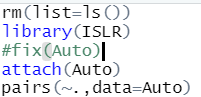 rm(list=ls())
library(ISLR)
#fix(Auto)
attach(Auto)
pairs(~.,data=Auto)